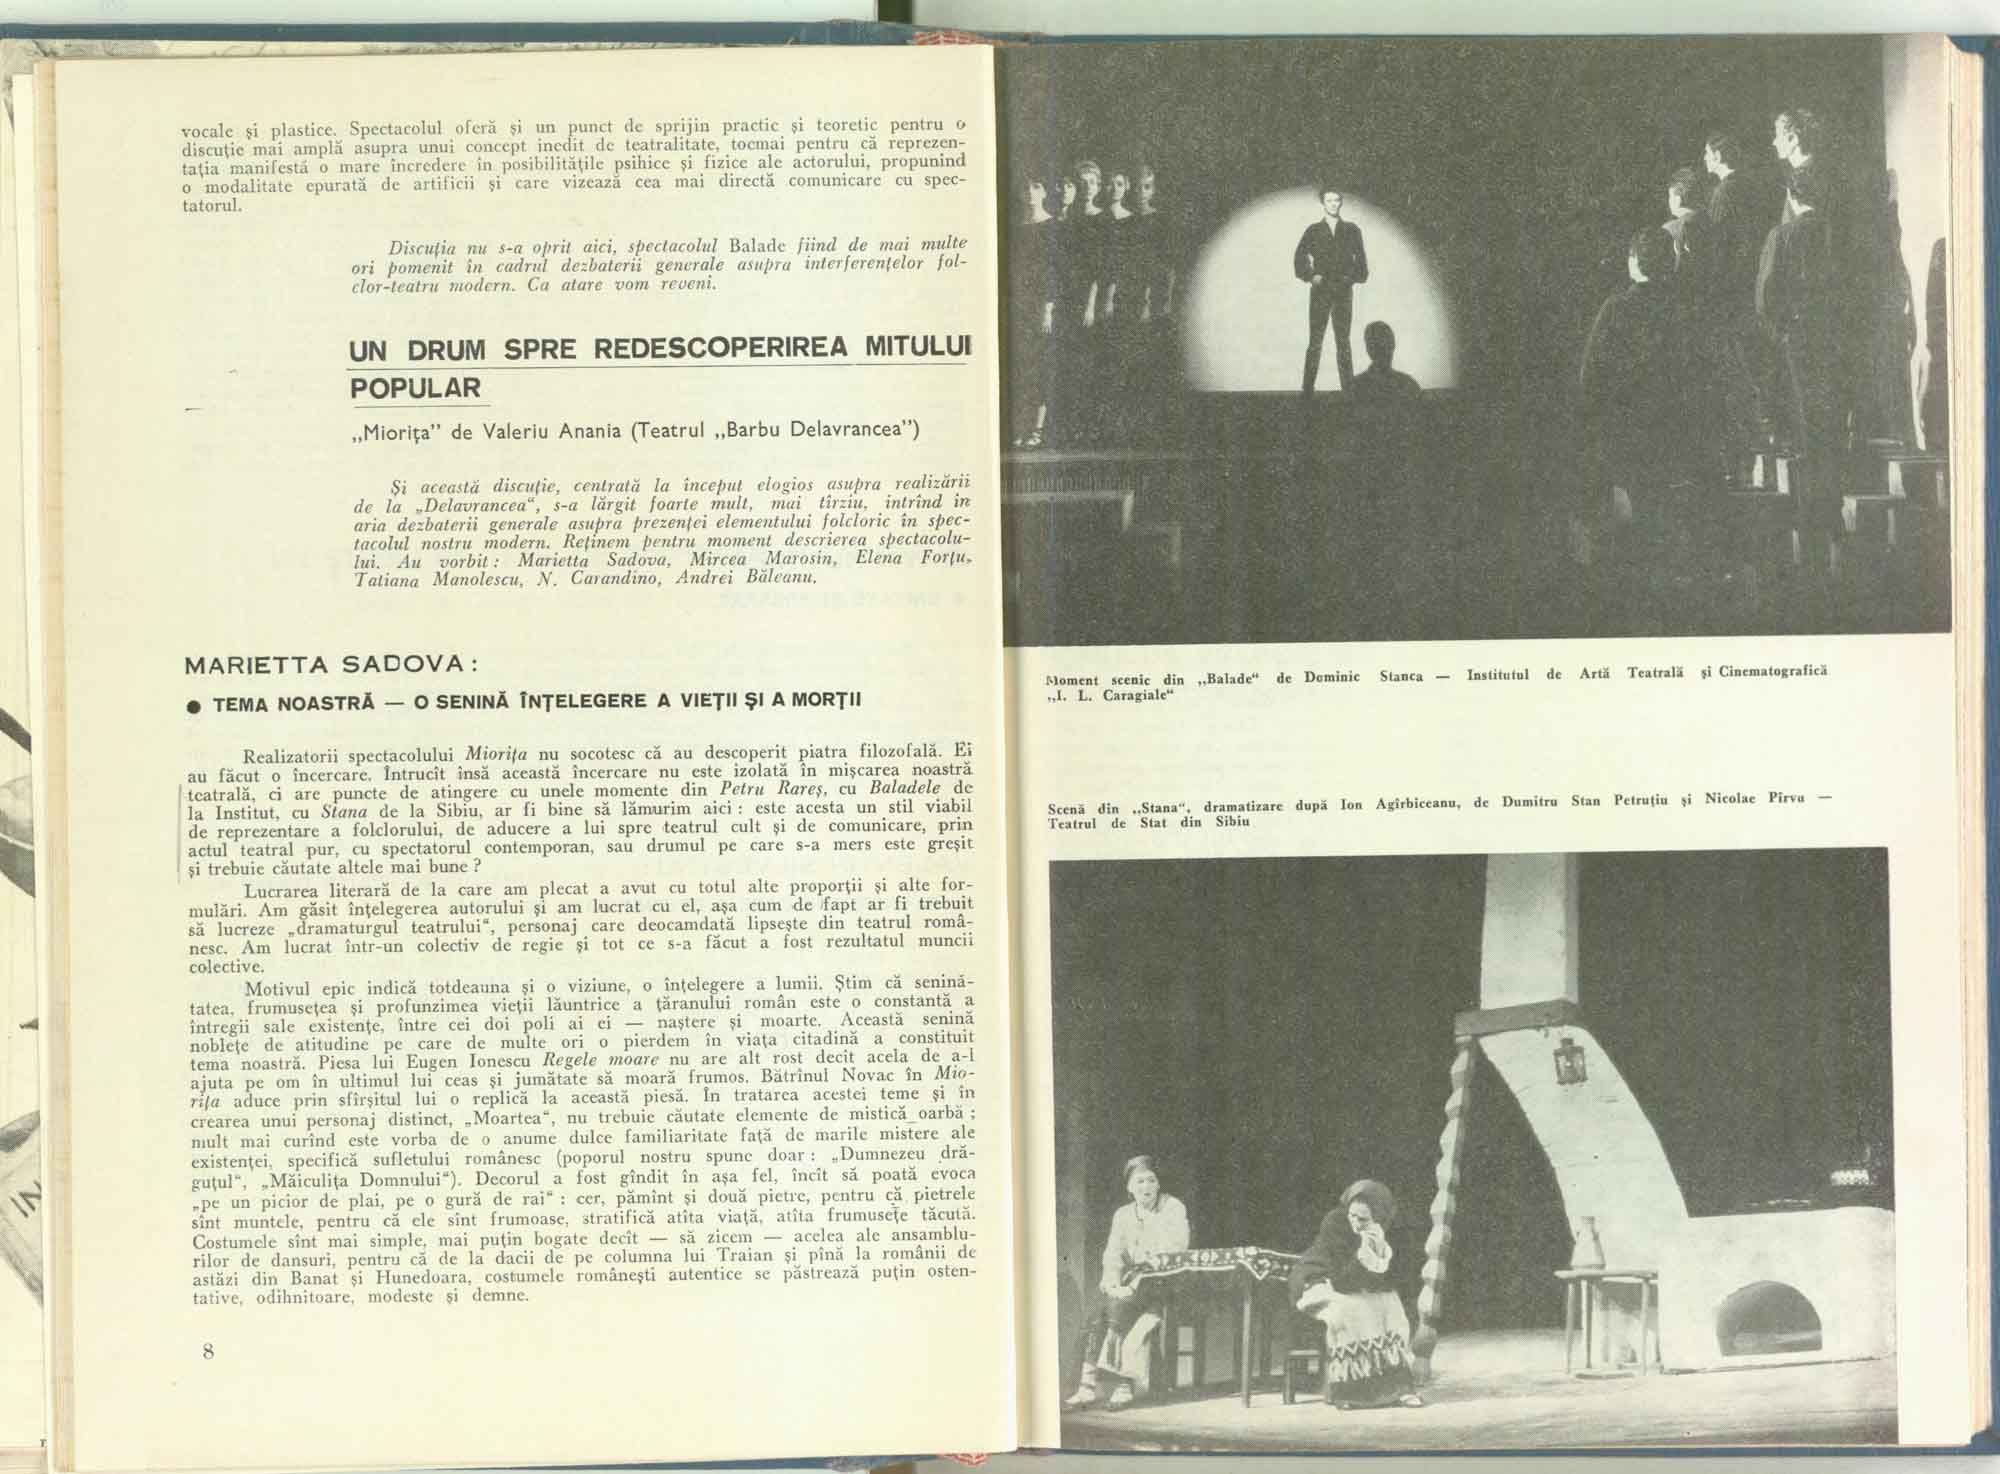 vocale și plastice. Spectacolul oferă și un punct de sprijin practic și teoretic pentru o
discuție mai amplă asupra unui concept inedit de teatralitate, tocmai pentru că reprezen-
tația manifestă o mare încredere în posibilitățile psihice și fizice ale actorului, propunînd
o modalitate epurată de artificii și care vizează cea mai directă comunicare cu spec-
tatorul.
Discuția nu s-a oprit aici, spectacolul Balade fiind de mai multe
ori pomenit în cadrul dezbaterii generale asupra interferențelor fol-
clor-teatru modern. Ca atare vom reveni.
UN DRUM SPRE REDESCOPERIREA MITULUI
POPULAR
„Miorița” de Valeriu Anania (Teatrul „Barbu Delavrancea”)
Și această discuție, centrată la început elogios asupra realizării
de la „Delavrancea“, s-a lărgit foarte mult, mai tîrziu, intrînd în
aria dezbaterii generale asupra prezenței elementului folcloric în spec-
tacolul nostru modern. Reținem pentru moment descrierea spectacolu-
lui. Au vorbit : Marietta Sadova, Mircea Marosin, Elena Forțu,
Tatiana Manolescu, N. Carandino, Andrei Băleanu.
MARIETTA SADOVA :
● TEMA NOASTRĂ — O SENINĂ ÎNȚELEGERE A VIEȚII ȘI A MORȚII
Realizatorii spectacolului Miorița nu socotesc că au descoperit piatra filozofală. Ei
au făcut o încercare. Întrucît însă această încercare nu este izolată în mișcarea noastră
teatrală, ci are puncte de atingere cu unele momente din Petru Rareș, cu Baladele de
la Institut, cu Stana de la Sibiu, ar fi bine să lămurim aici : este acesta un stil viabil
de reprezentare a folclorului, de aducere a lui spre teatrul cult și de comunicare, prin
actul teatral pur, cu spectatorul contemporan, sau drumul pe care s-a mers este greșit
și trebuie căutate altele mai bune ?
Lucrarea literară de la care am plecat a avut cu totul alte proporții și alte for-
mulări. Am găsit înțelegerea autorului și am lucrat cu el, așa cum de fapt ar fi trebuit
să lucreze „dramaturgul teatrului“, personaj care deocamdată lipsește din teatrul româ-
nesc. Am lucrat într-un colectiv de regie și tot ce s-a făcut a fost rezultatul muncii
colective.
Motivul epic indică totdeauna și o viziune, o înțelegere a lumii. Știm că senină-
tatea, frumusețea și profunzimea vieții lăuntrice a țăranului român este o constantă a
întregii sale existențe, între cei doi poli ai ei — naștere și moarte. Această senină
noblețe de atitudine pe care de multe ori o pierdem în viața citadină a constituit
tema noastră. Piesa lui Eugen Ionescu Regele moare nu are alt rost decît acela de a-l
ajuta pe om în ultimul lui ceas și jumătate să moară frumos. Bătrînul Novac în Mio-
rița aduce prin sfîrșitul lui o replică la această piesă. În tratarea acestei teme și în
crearea unui personaj distinct, „Moartea“, nu trebuie căutate elemente de mistică oarbă ;
mult mai curînd este vorba de o anume dulce familiaritate față de marile mistere ale
existenței, specifică sufletului românesc (poporul nostru spune doar : „Dumnezeu dră-
guțul“, „Măiculița Domnului“). Decorul a fost gîndit în așa fel, încît să poată evoca
„pe un picior de plai, pe o gură de rai“ : cer, pămînt și două pietre, pentru că pietrele
sînt muntele, pentru că ele sînt frumoase, stratifică atîta viață, atîta frumusețe tăcută.
Costumele sînt mai simple, mai puțin bogate decît — să zicem — acelea ale ansamblu-
rilor de dansuri, pentru că de la dacii de pe columna lui Traian și pînă la românii de
astăzi din Banat și Hunedoara, costumele românești autentice se păstrează puțin osten-
tative, odihnitoare, modeste și demne.
8
Moment scenic din „Balade“ de Dominic Stanca — Institutul de Artă Teatrală și Cinematografică
„I. L. Caragiale“
Scenă din „Stana“, dramatizare după Ion Agîrbiceanu, de Dumitru Stan Petruțiu și Nicolae Pîrvu —
Teatrul de Stat din Sibiu